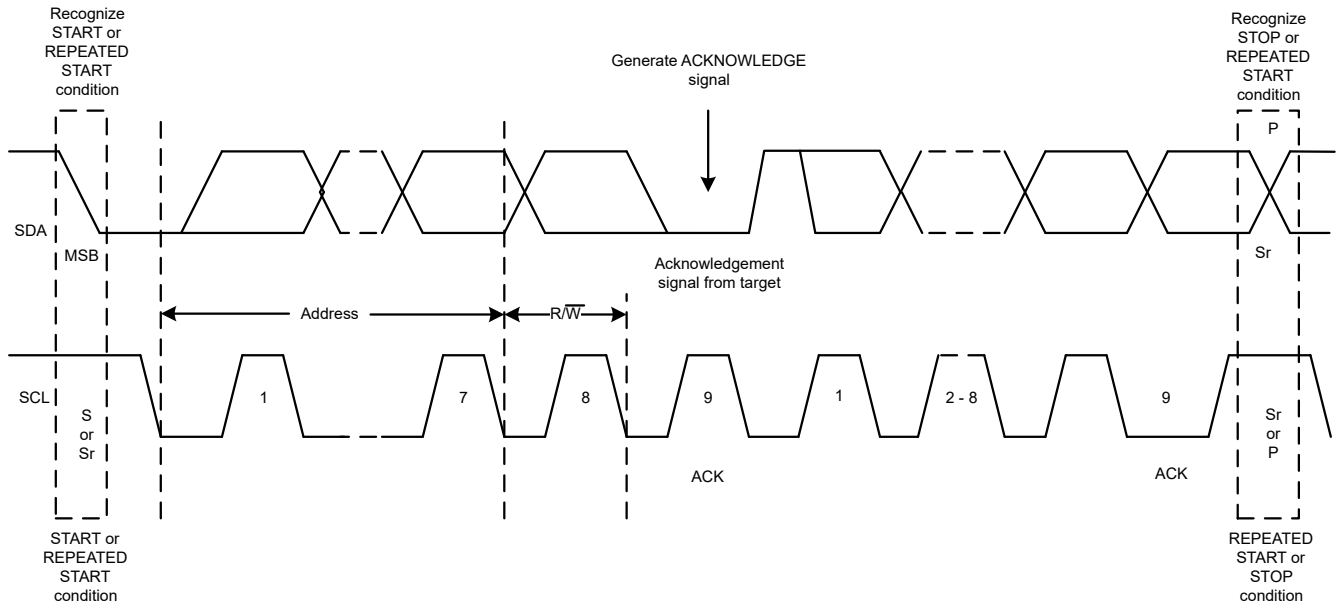 Recognize
START or
REPEATED
START
condition
Recognize
STOP or
REPEATED
START
condition
Generate ACKNOWLEDGE
signal
P
SDA
MSB
Sr
Acknowledgement
signal from target
Address
R/W̅
SCL
1
7
8
9
1
2 - 8
9
S
or
Sr
Sr
or
P
ACK
ACK
START or
REPEATED
START
condition
REPEATED
START or
STOP
condition